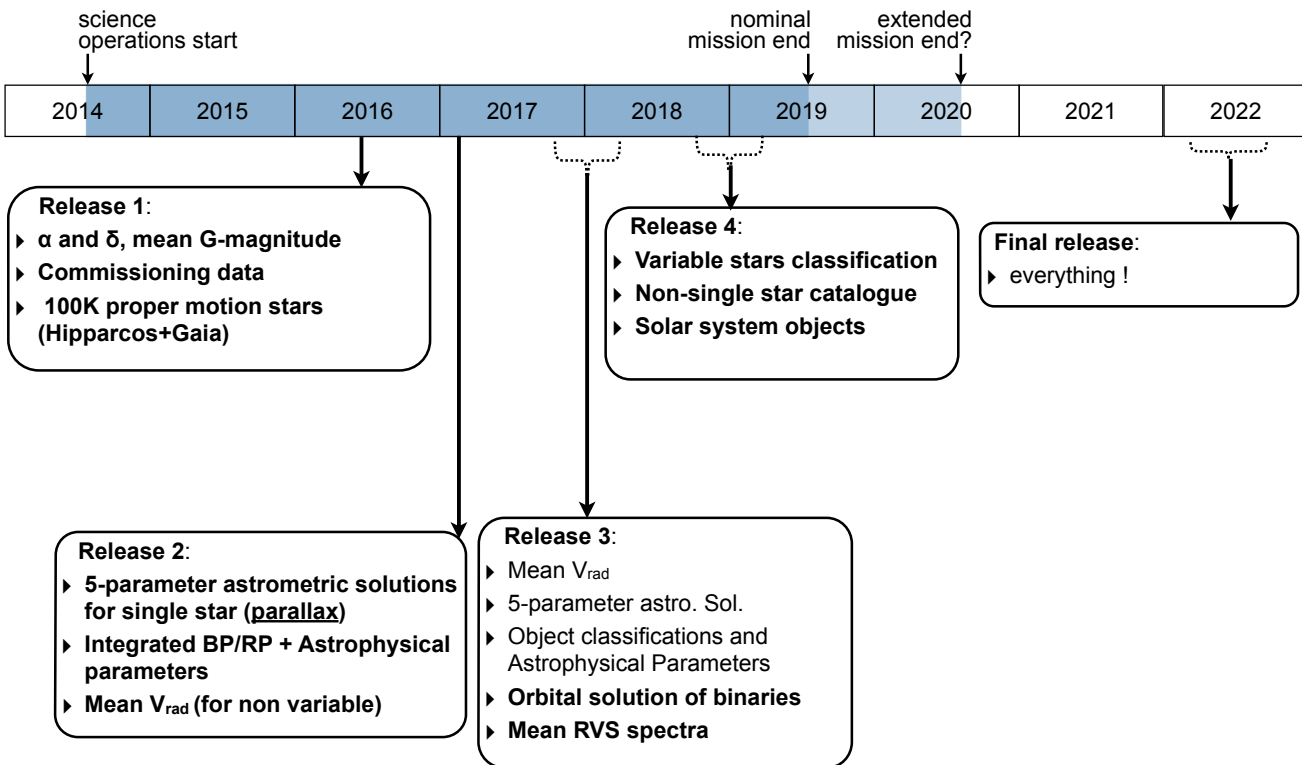 science
operations start
nominal
mission end
extended
mission end?
2014
2015
2016
2017
2018
2019
2020
2021
2022
Release 1:
‣ α and δ, mean G-magnitude
‣ Commissioning data
‣ 100K proper motion stars
(Hipparcos+Gaia)
Release 4:
‣ Variable stars classification
‣ Non-single star catalogue
‣ Solar system objects
Final release:
‣ everything !
Release 2:
‣ 5-parameter astrometric solutions
for single star (parallax)
‣ Integrated BP/RP + Astrophysical
parameters
‣ Mean Vrad (for non variable)
Release 3:
‣ Mean Vrad
‣ 5-parameter astro. Sol.
‣ Object classifications and
Astrophysical Parameters
‣ Orbital solution of binaries
‣ Mean RVS spectra